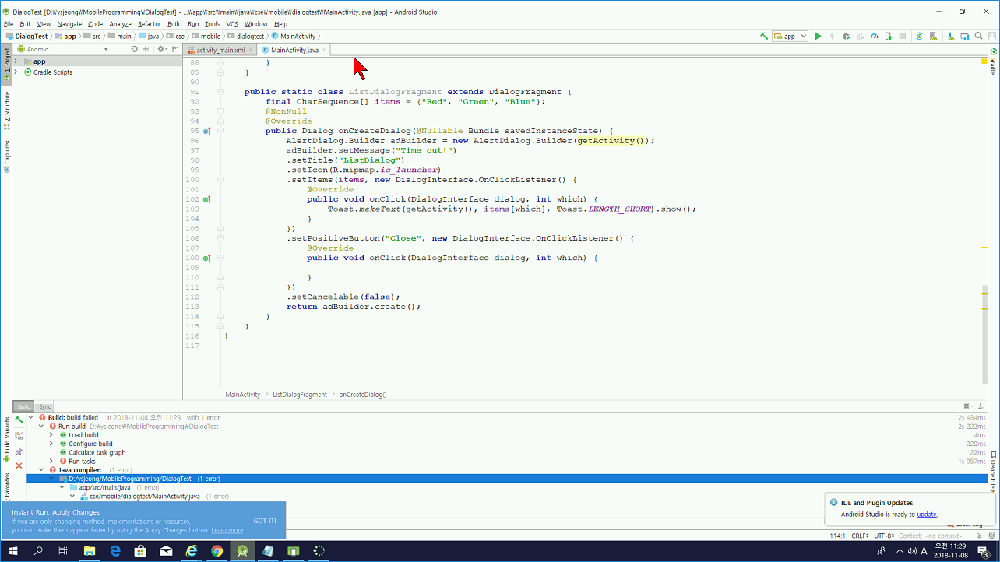 DialogTest [D:₩ysjeong₩MobileProgramming₩DialogTest] - ...₩app₩src₩main₩java₩cse₩mobile₩dialogtest₩MainActivity.java [app] - Android Studio
File Edit View Navigate Code Analyze Refactor Build Run Tools VCS Window Help
DialogTest app src main java cse mobile dialogtest MainActivity app
Android activity_main.xml MainActivity.java
1: Project
Z: Structure
Captures
Build Variants
Favorites
app
Gradle Scripts
Gradle
Device File E
88 }
89 }
90
91 public static class ListDialogFragment extends DialogFragment {
92 final CharSequence[] items = {"Red", "Green", "Blue"};
93 @NonNull
94 @Override
95 public Dialog onCreateDialog(@Nullable Bundle savedInstanceState) {
96 AlertDialog.Builder adBuilder = new AlertDialog.Builder(getActivity());
97 adBuilder.setMessage("Time out!")
98 .setTitle("ListDialog")
99 .setIcon(R.mipmap.ic_launcher)
100 .setItems(items, new DialogInterface.OnClickListener() {
101 @Override
102 public void onClick(DialogInterface dialog, int which) {
103 Toast.makeText(getActivity(), items[which], Toast.LENGTH_SHORT).show();
104 }
105 })
106 .setPositiveButton("Close", new DialogInterface.OnClickListener() {
107 @Override
108 public void onClick(DialogInterface dialog, int which) {
109
110 }
111 })
112 .setCancelable(false);
113 return adBuilder.create();
114 }
115 }
116 }
117
MainActivity ListDialogFragment onCreateDialog()
Build Sync
Build: build failed at 2018-11-08 오전 11:28 with 1 error 2s 434ms
Run build D:₩ysjeong₩MobileProgramming₩DialogTest 2s 222ms
Load build 4ms
Configure build 220ms
Calculate task graph 22ms
Run tasks 1s 957ms
Java compiler: (1 error)
D:/ysjeong/MobileProgramming/DialogTest (1 error)
app/src/main/java (1 error)
cse/mobile/dialogtest/MainActivity.java (1 error)
Instant Run: Apply Changes
If you are only changing method implementations or resources,
you can make them appear faster by using the Apply Changes button. Learn more
GOT IT!
IDE and Plugin Updates
Android Studio is ready to update.
114:1 CRLF÷ UTF-8÷ Context: <no context>
A 오전 11:29
2018-11-08
3